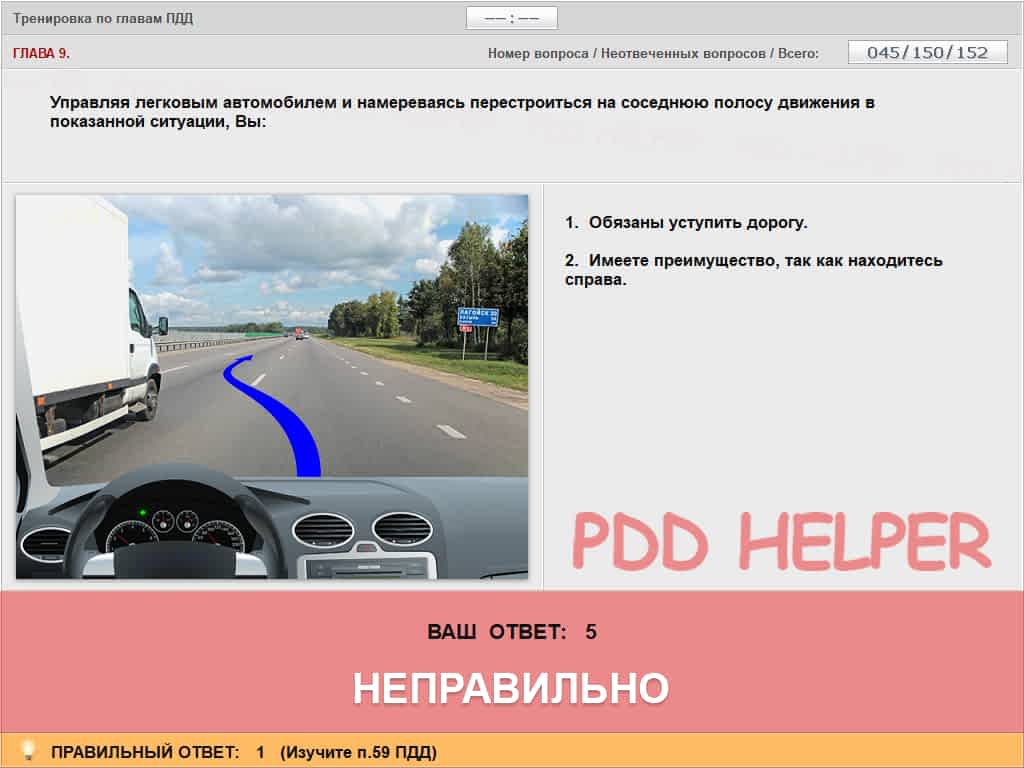 Тренировка по главам ПДД
—— : ——
ГЛАВА 9.
Номер вопроса / Неотвеченных вопросов / Всего:
045/150/152
Управляя легковым автомобилем и намереваясь перестроиться на соседнюю полосу движения в
показанной ситуации, Вы:
1. Обязаны уступить дорогу.
2. Имеете преимущество, так как находитесь
справа.
ЛАГОЙСК 30
PDD HELPER
ВАШ ОТВЕТ: 5
НЕПРАВИЛЬНО
ПРАВИЛЬНЫЙ ОТВЕТ: 1 (Изучите п.59 ПДД)